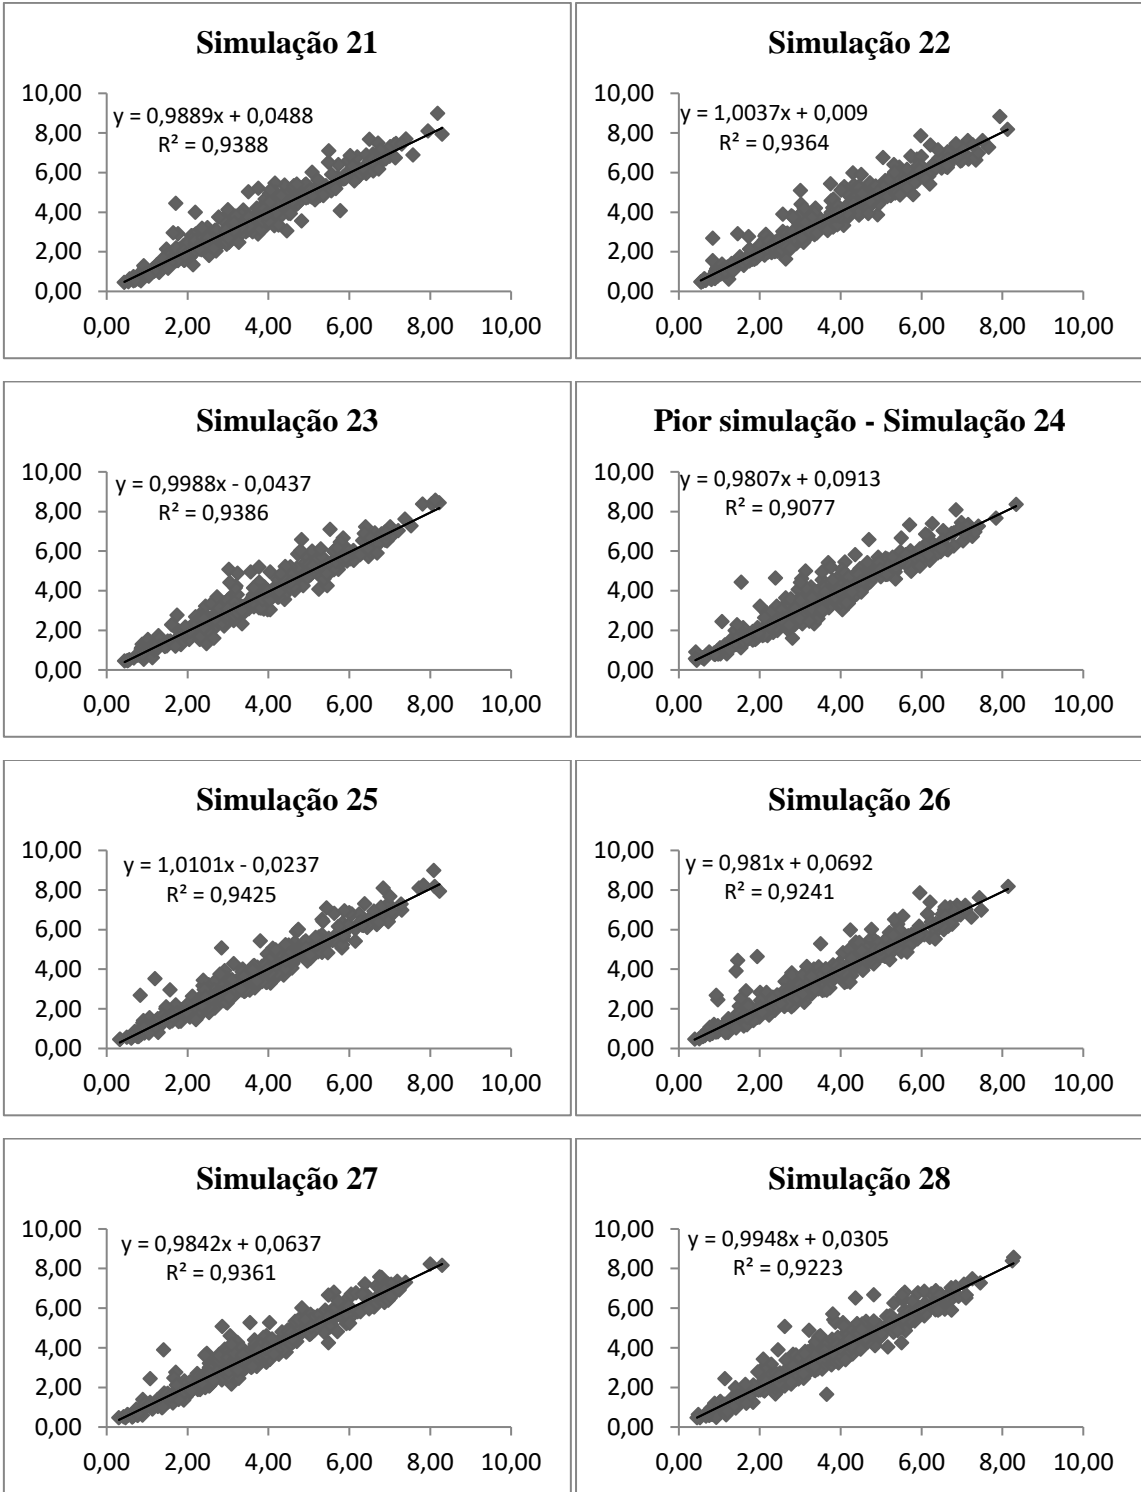 Simulação 21
10,00
8,00
6,00
4,00
2,00
0,00
y = 0,9889x + 0,0488
R² = 0,9388
0,00 2,00 4,00 6,00 8,00 10,00
Simulação 22
10,00
8,00
6,00
4,00
2,00
0,00
y = 1,0037x + 0,009
R² = 0,9364
0,00 2,00 4,00 6,00 8,00 10,00
Simulação 23
10,00
8,00
6,00
4,00
2,00
0,00
y = 0,9988x - 0,0437
R² = 0,9386
0,00 2,00 4,00 6,00 8,00 10,00
Pior simulação - Simulação 24
10,00
8,00
6,00
4,00
2,00
0,00
y = 0,9807x + 0,0913
R² = 0,9077
0,00 2,00 4,00 6,00 8,00 10,00
Simulação 25
10,00
8,00
6,00
4,00
2,00
0,00
y = 1,0101x - 0,0237
R² = 0,9425
0,00 2,00 4,00 6,00 8,00 10,00
Simulação 26
10,00
8,00
6,00
4,00
2,00
0,00
y = 0,981x + 0,0692
R² = 0,9241
0,00 2,00 4,00 6,00 8,00 10,00
Simulação 27
10,00
8,00
6,00
4,00
2,00
0,00
y = 0,9842x + 0,0637
R² = 0,9361
0,00 2,00 4,00 6,00 8,00 10,00
Simulação 28
10,00
8,00
6,00
4,00
2,00
0,00
y = 0,9948x + 0,0305
R² = 0,9223
0,00 2,00 4,00 6,00 8,00 10,00